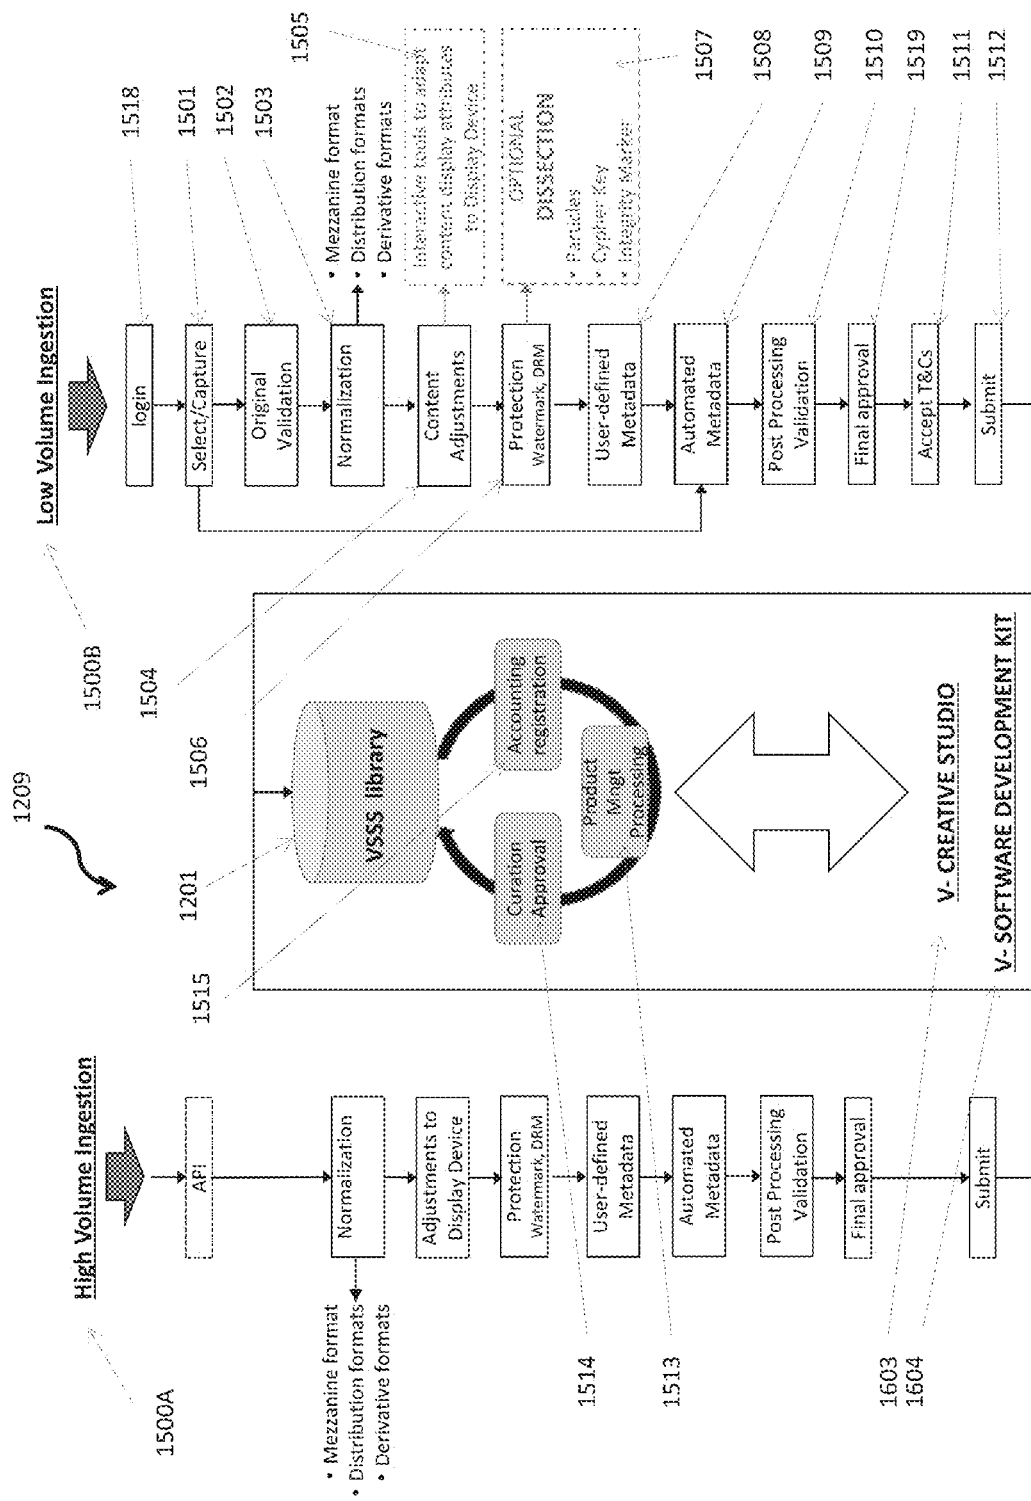 1209
High Volume Ingestion
1500A
API
Normalization
• Mezzanine format
• Distribution formats
• Derivative formats
Adjustments to
Display Device
Protection
Watermark, DRM
User-defined
Metadata
Automated
Metadata
Post Processing
Validation
Final approval
Submit
1201
VSSS library
1515
Curation
Approval
Accounting
registration
Product
Mngt
Processing
1514
1513
V- CREATIVE STUDIO
V- SOFTWARE DEVELOPMENT KIT
1603
1604
Low Volume Ingestion
1500B
1504
1506
login
Select/Capture
Original
Validation
Normalization
• Mezzanine format
• Distribution formats
• Derivative formats
Content
Adjustments
Interactive tools to adapt
content display attributes
to Display Device
Protection
Watermark, DRM
OPTIONAL
DISSECTION
• Particles
• Cypher Key
• Integrity Marker
User-defined
Metadata
Automated
Metadata
Post Processing
Validation
Final approval
Accept T&Cs
Submit
1518
1501
1502
1503
1505
1507
1508
1509
1510
1519
1511
1512